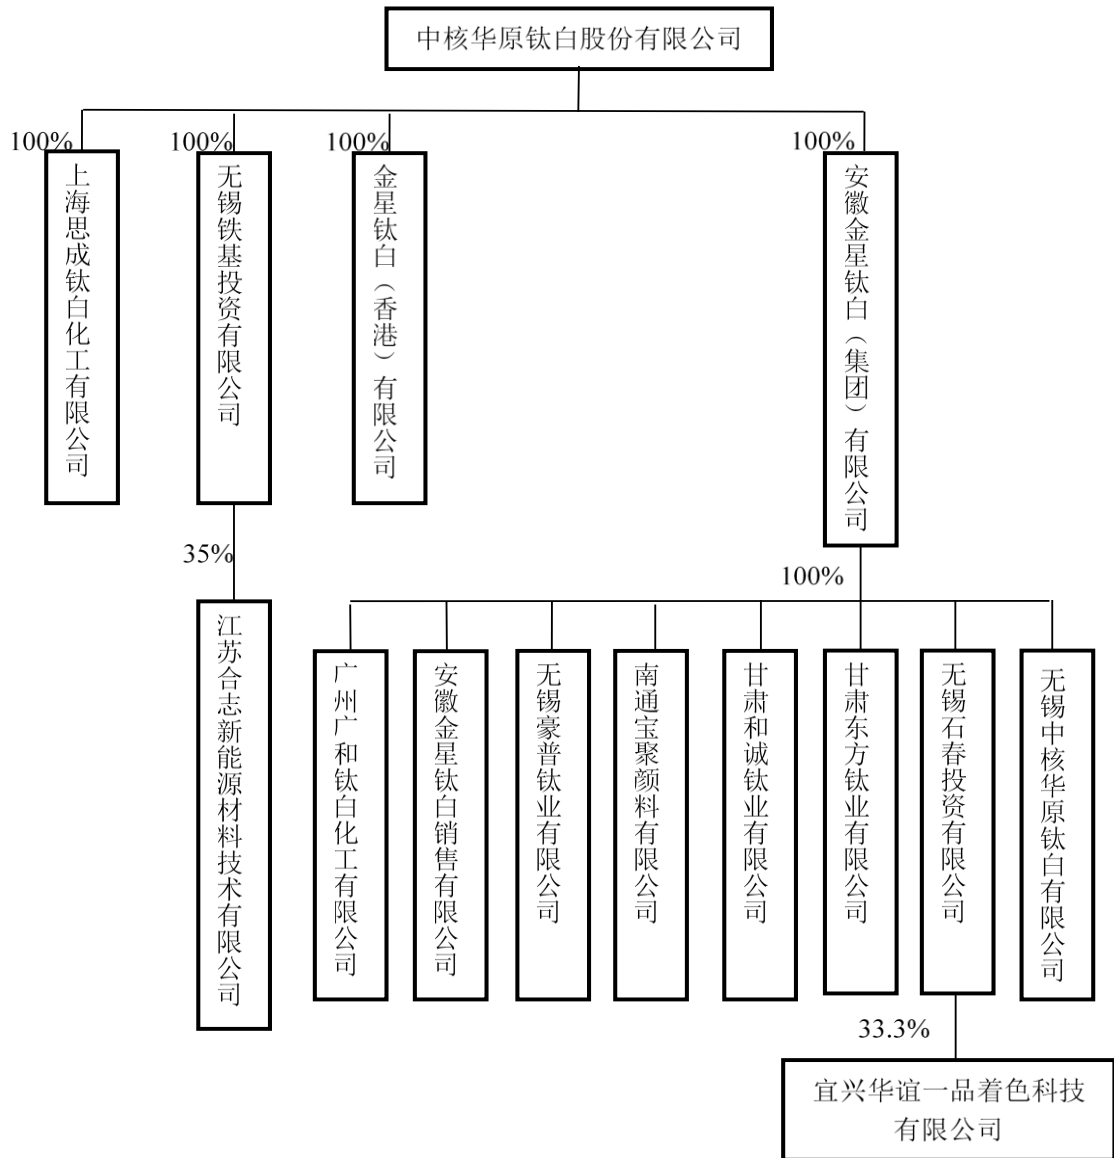 中核华原钛白股份有限公司
100%
100%
100%
100%
上海思成钛白化工有限公司
无锡铁基投资有限公司
金星钛白（香港）有限公司
安徽金星钛白（集团）有限公司
35%
100%
江苏合志新能源材料技术有限公司
广州广和钛白化工有限公司
安徽金星钛白销售有限公司
无锡豪普钛业有限公司
南通宝聚颜料有限公司
甘肃和诚钛业有限公司
甘肃东方钛业有限公司
无锡石春投资有限公司
无锡中核华原钛白有限公司
33.3%
宜兴华谊一品着色科技
有限公司